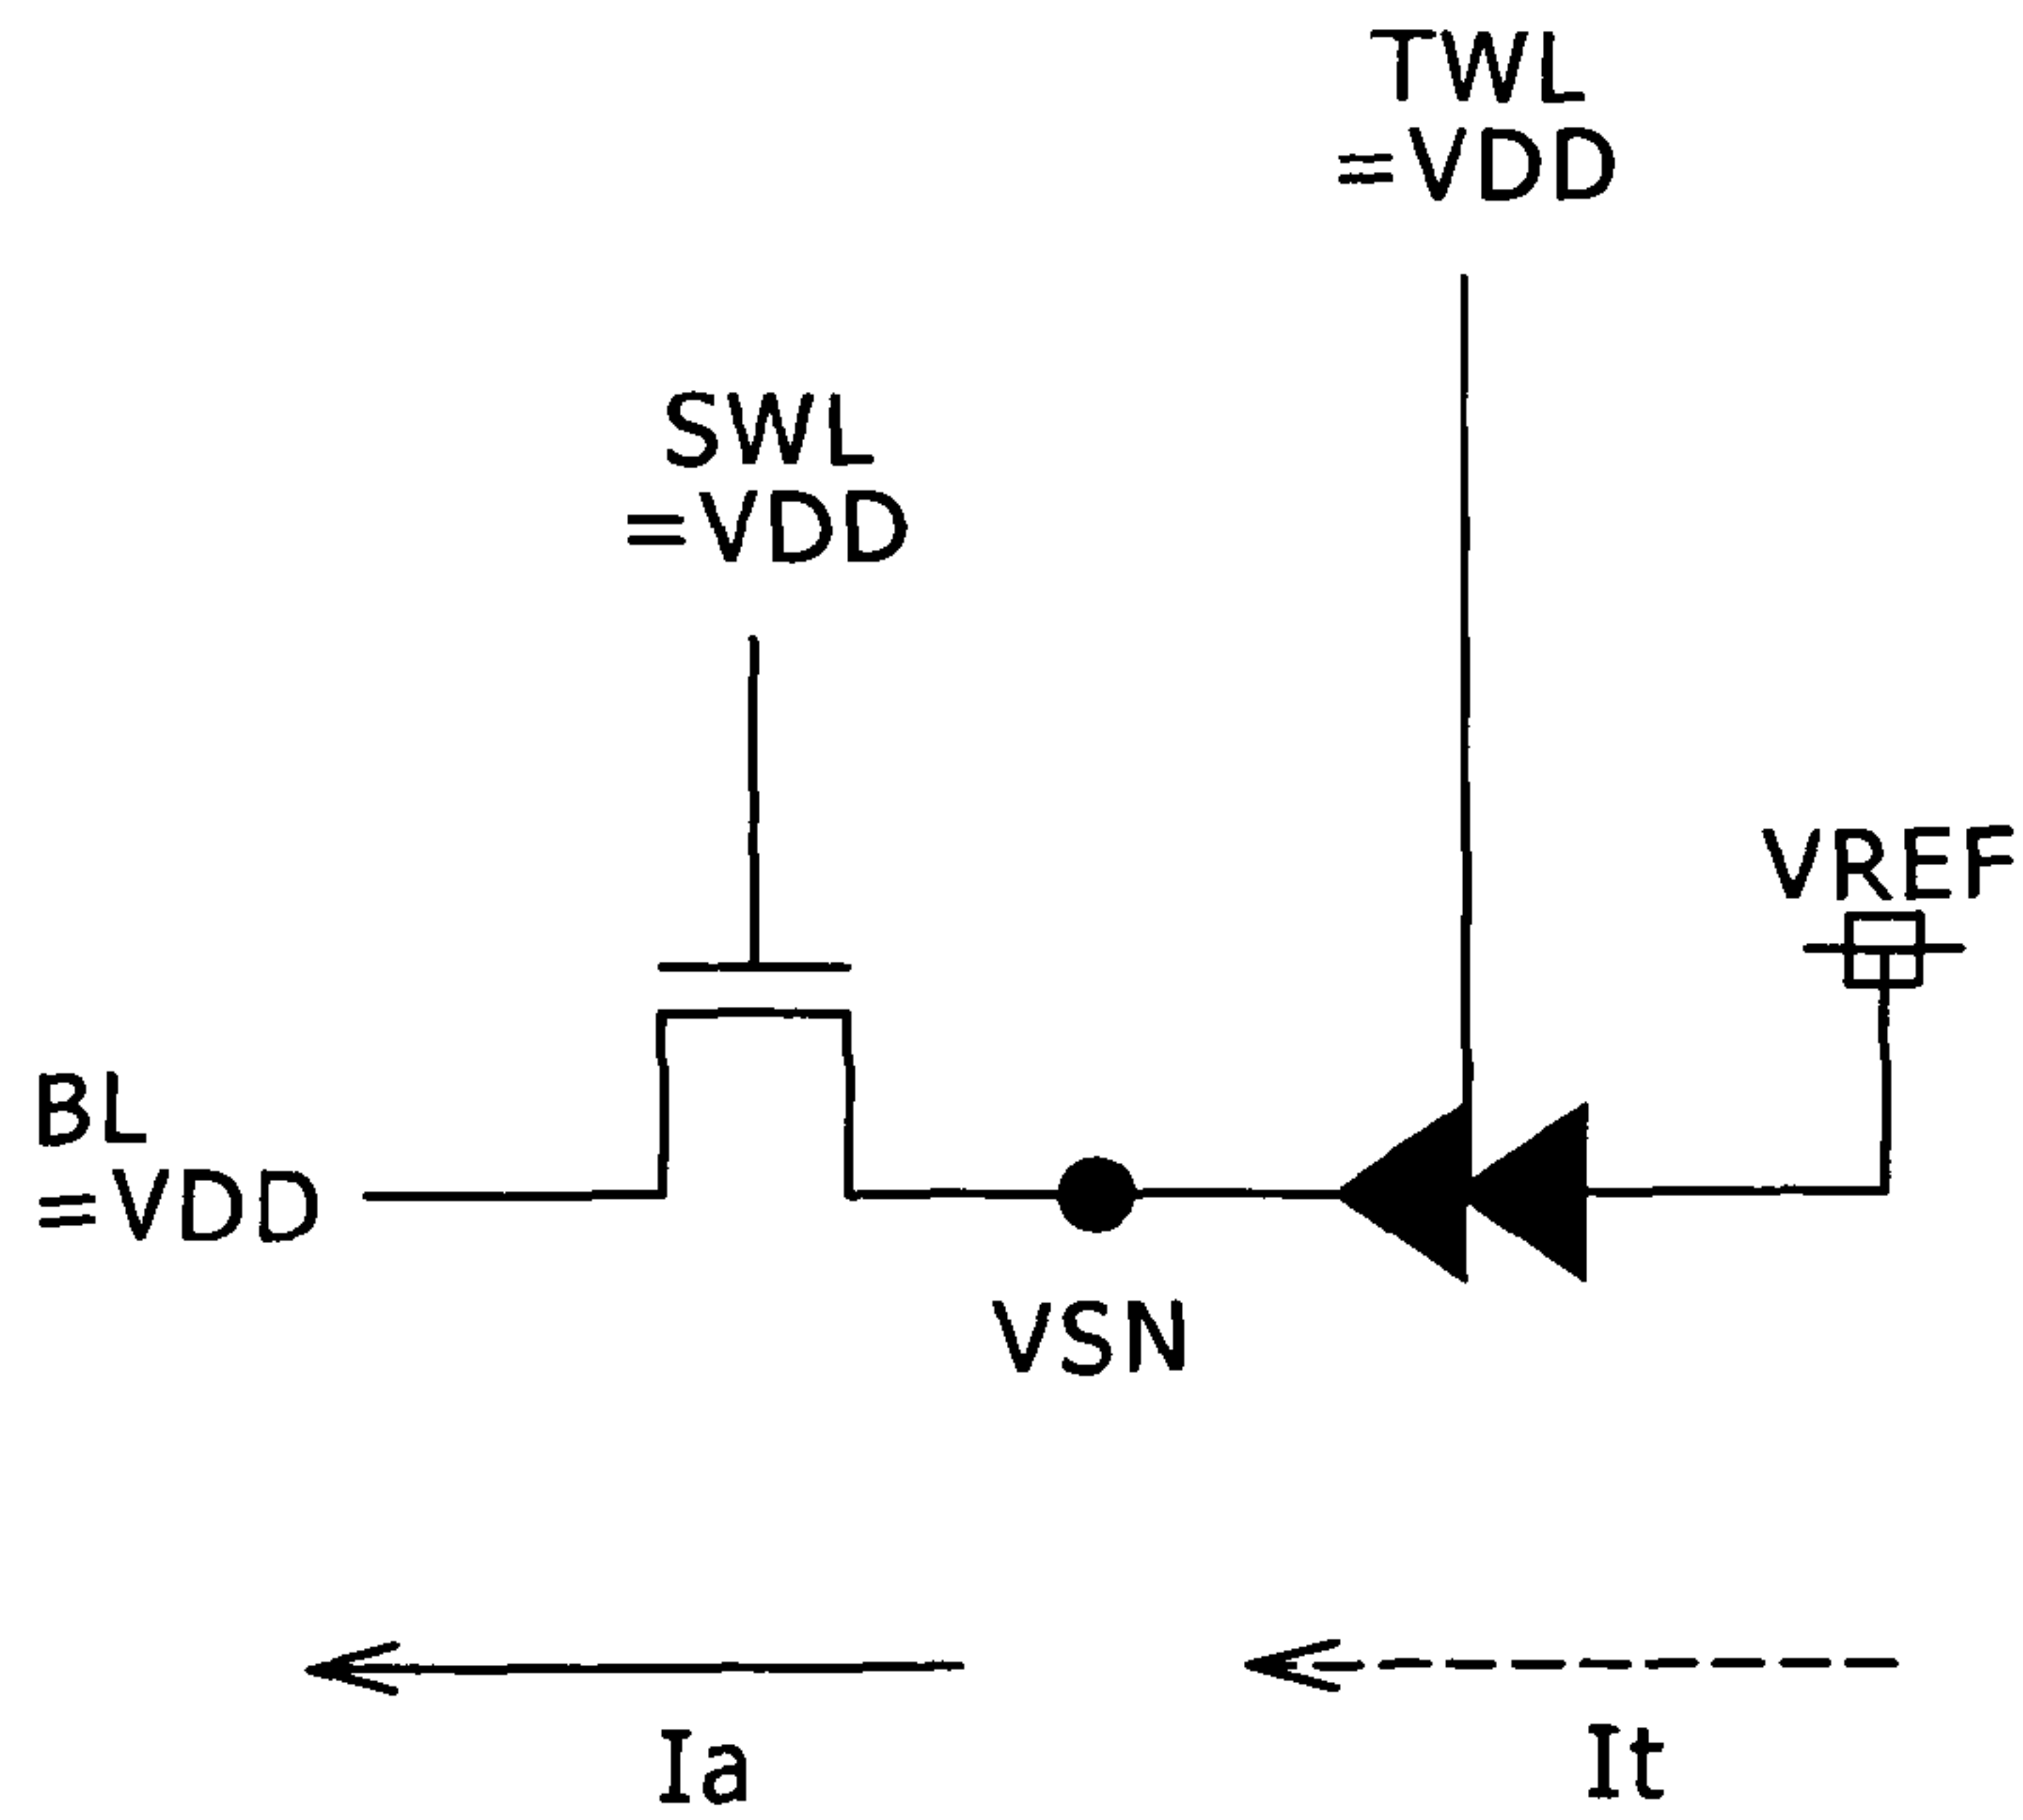 TWL
=VDD
SWL
=VDD
VREF
BL
=VDD
VSN
Ia
It